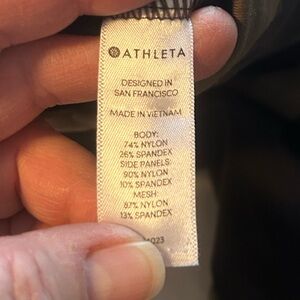 ATHLETA
DESIGNED IN
SAN FRANCISCO
MADE IN VIETNAM
BODY:
74% NYLON
26% SPANDEX
SIDE PANELS:
90% NYLON
10% SPANDEX
MESH:
87% NYLON
13% SPANDEX